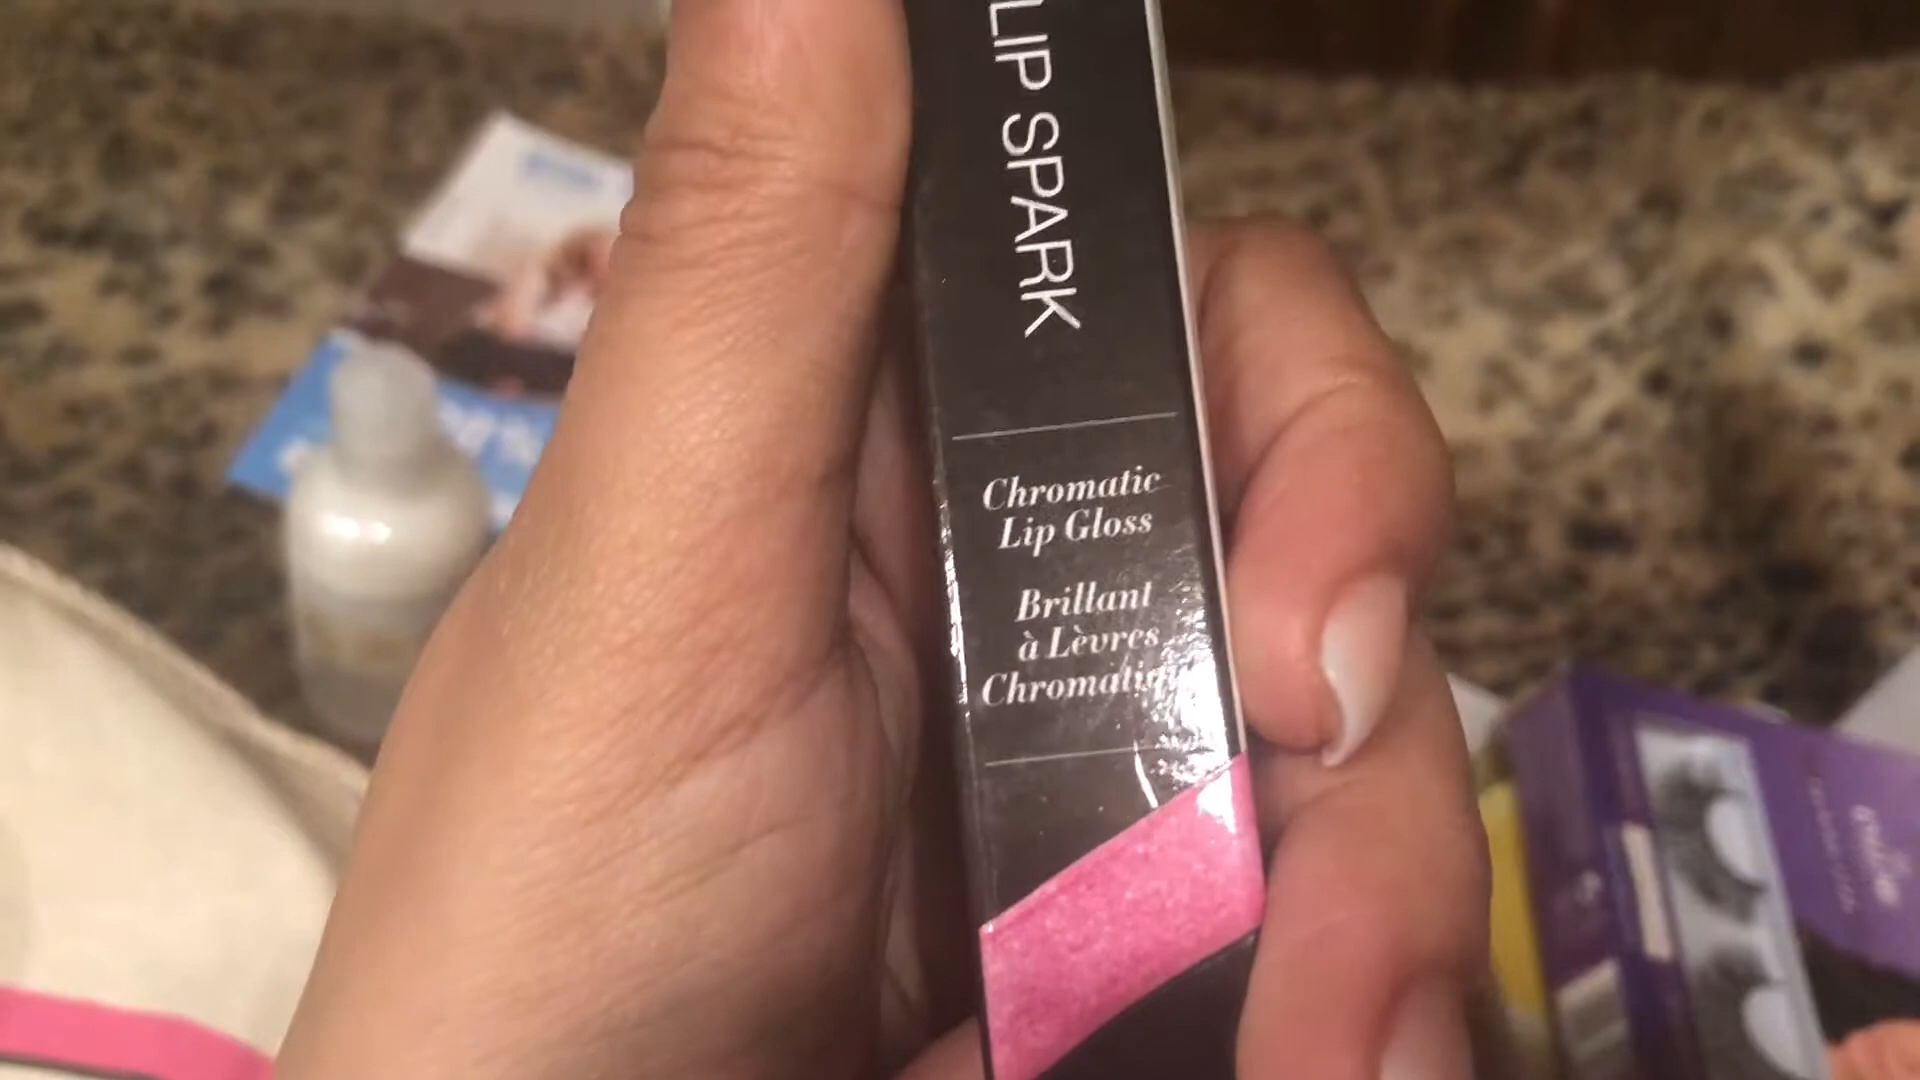 LIP SPARK
Chromatic
Lip Gloss
Brillant
à Lèvres